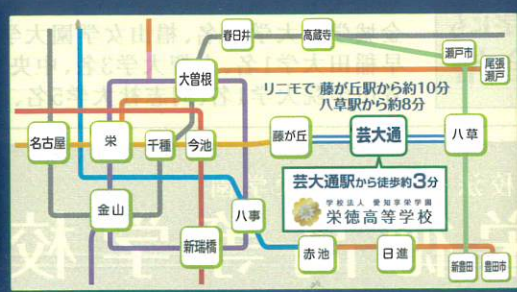 春日井
高蔵寺
瀬戸市
尾張
瀬戸
大曽根
リニモで 藤が丘駅から約10分
八草駅から約8分
名古屋
栄
千種
今池
藤が丘
芸大通
八草
芸大通駅から徒歩約3分
学校法人 愛知享栄学園
栄徳高等学校
金山
八事
新瑞橋
赤池
日進
新豊田
豊田市